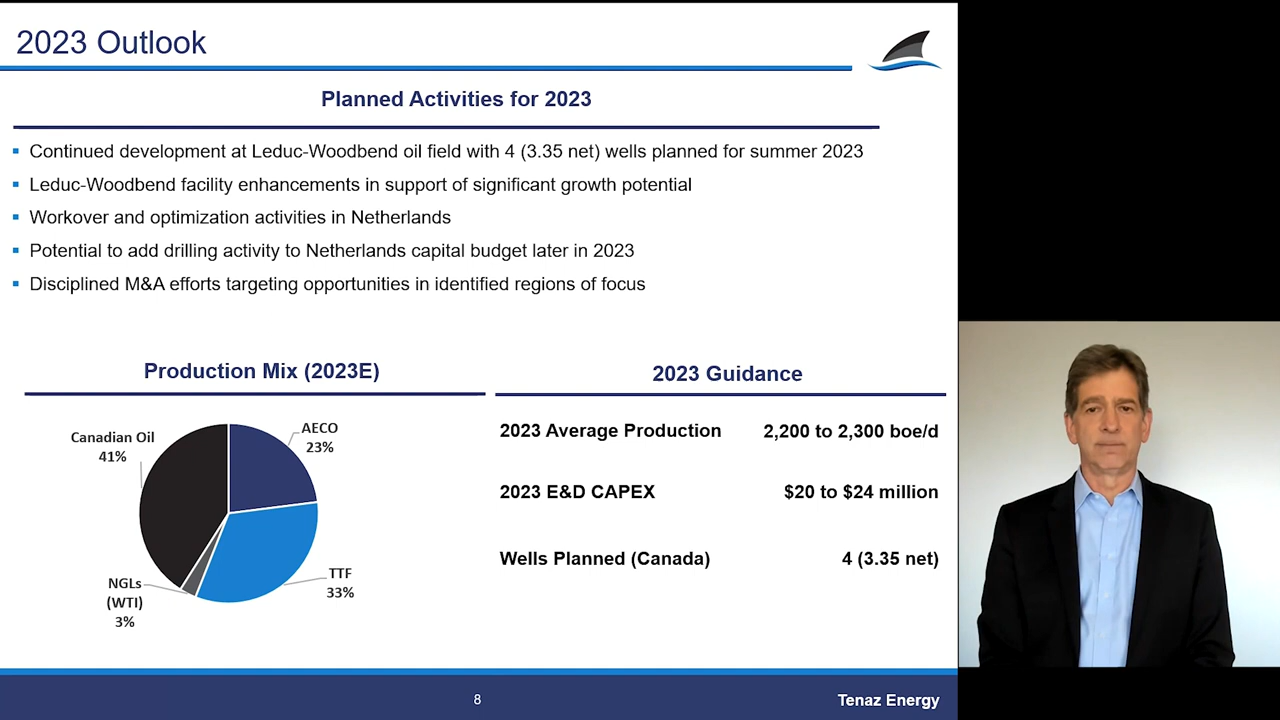 2023 Outlook
Planned Activities for 2023
Continued development at Leduc-Woodbend oil field with 4 (3.35 net) wells planned for summer 2023
Leduc-Woodbend facility enhancements in support of significant growth potential
Workover and optimization activities in Netherlands
Potential to add drilling activity to Netherlands capital budget later in 2023
Disciplined M&A efforts targeting opportunities in identified regions of focus
Production Mix (2023E)
Canadian Oil
41%
AECO
23%
TTF
33%
NGLs
(WTI)
3%
2023 Guidance
2023 Average Production 2,200 to 2,300 boe/d
2023 E&D CAPEX $20 to $24 million
Wells Planned (Canada) 4 (3.35 net)
8
Tenaz Energy